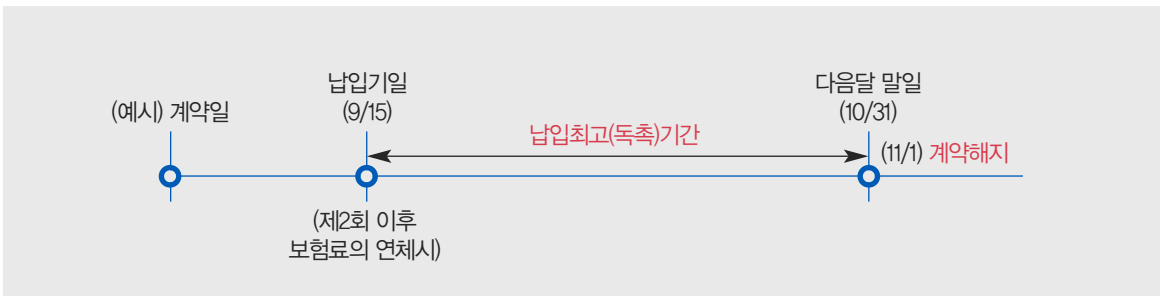 (예시) 계약일
납입기일
(9/15)
납입최고(독촉)기간
다음달 말일
(10/31)
(11/1) 계약해지
(제2회 이후
보험료의 연체시)